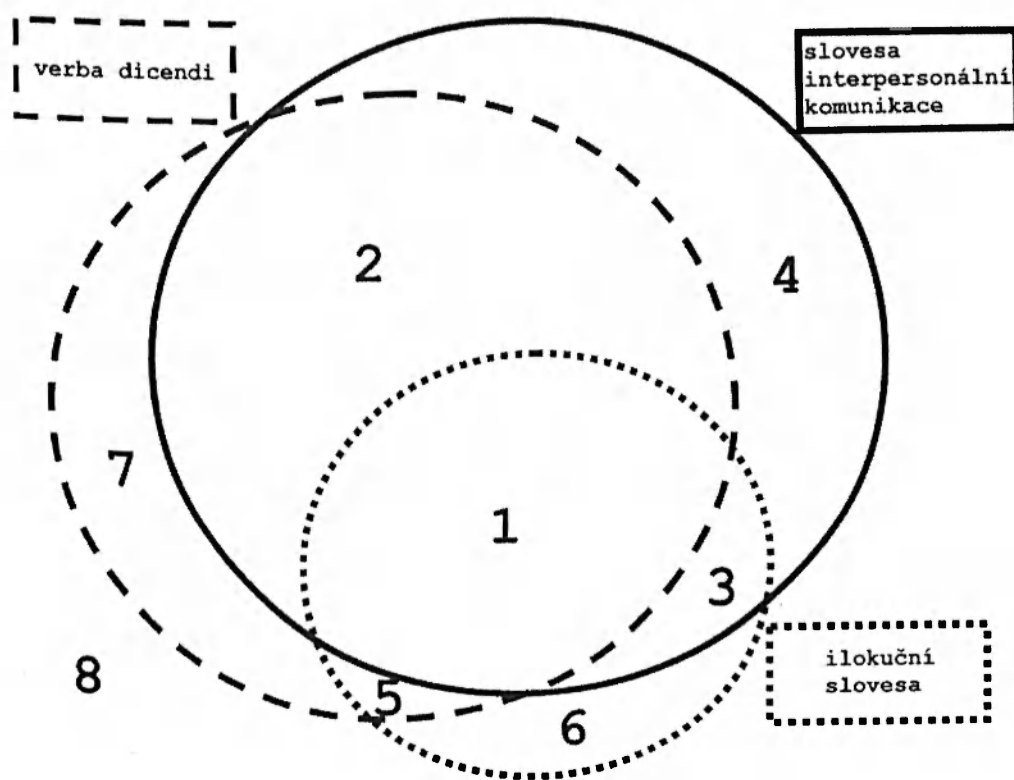 verba dicendi
slovesa
interpersonální
komunikace
2
4
7
1
3
8
5
6
ilokuční
slovesa